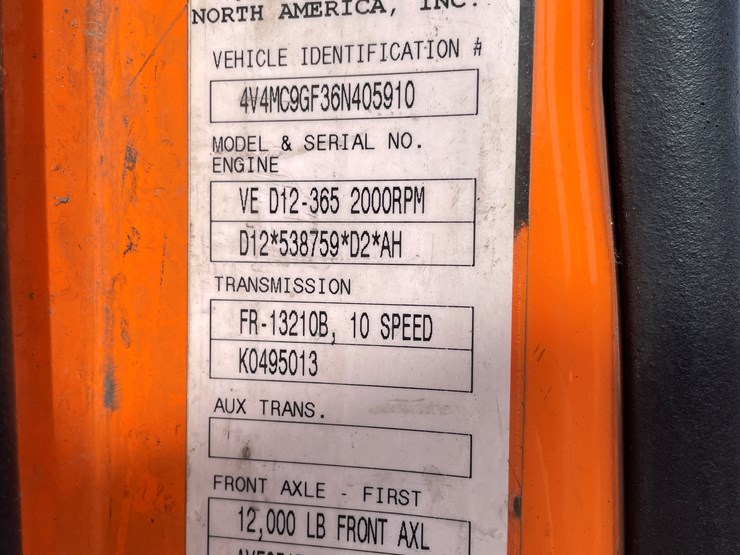 NORTH AMERICA, INC.
VEHICLE IDENTIFICATION #
4V4MC9GF36N405910
MODEL & SERIAL NO.
ENGINE
VE D12-365 2000RPM
D12*538759*D2*AH
TRANSMISSION
FR-13210B, 10 SPEED
K0495013
AUX TRANS.
FRONT AXLE - FIRST
12,000 LB FRONT AXL